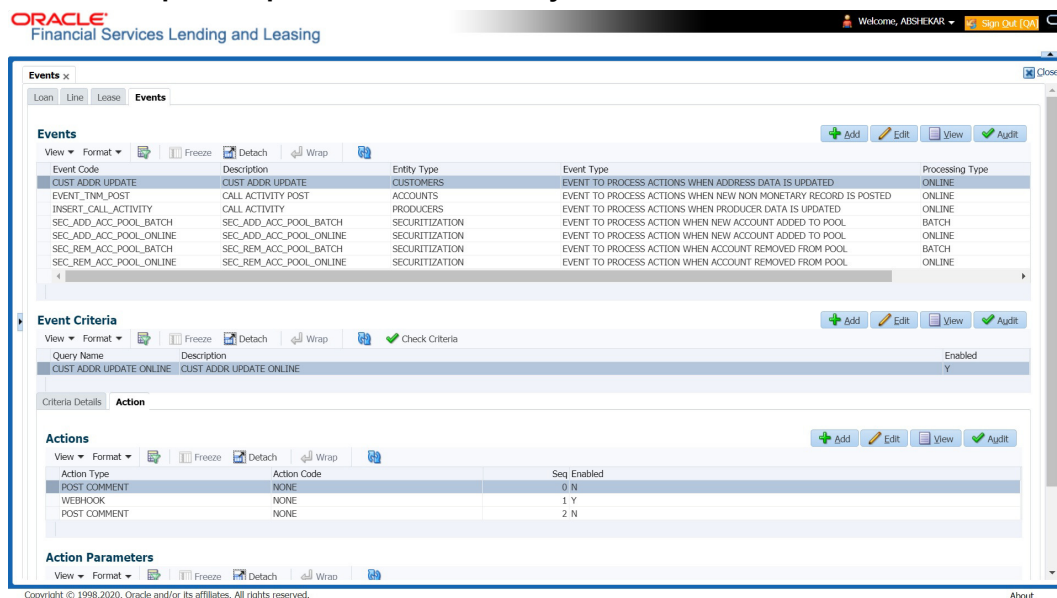 ORACLE®
Financial Services Lending and Leasing
Welcome, ABSHEKAR
Sign Out [QA]
Events
Close
Loan Line Lease Events
Events
Add Edit View Audit
View Format Freeze Detach Wrap
Event Code Description Entity Type Event Type Processing Type
CUST ADDR UPDATE CUST ADDR UPDATE CUSTOMERS EVENT TO PROCESS ACTIONS WHEN ADDRESS DATA IS UPDATED ONLINE
EVENT_TNM_POST CALL ACTIVITY POST ACCOUNTS EVENT TO PROCESS ACTIONS WHEN NEW NON MONETARY RECORD IS POSTED ONLINE
INSERT_CALL_ACTIVITY CALL ACTIVITY PRODUCERS EVENT TO PROCESS ACTION WHEN PRODUCER DATA IS UPDATED ONLINE
SEC_ADD_ACC_POOL_BATCH SEC_ADD_ACC_POOL_BATCH SECURITIZATION EVENT TO PROCESS ACTION WHEN NEW ACCOUNT ADDED TO POOL BATCH
SEC_ADD_ACC_POOL_ONLINE SEC_ADD_ACC_POOL_ONLINE SECURITIZATION EVENT TO PROCESS ACTION WHEN NEW ACCOUNT ADDED TO POOL ONLINE
SEC_REM_ACC_POOL_BATCH SEC_REM_ACC_POOL_BATCH SECURITIZATION EVENT TO PROCESS ACTION WHEN ACCOUNT REMOVED FROM POOL BATCH
SEC_REM_ACC_POOL_ONLINE SEC_REM_ACC_POOL_ONLINE SECURITIZATION EVENT TO PROCESS ACTION WHEN ACCOUNT REMOVED FROM POOL ONLINE
Event Criteria
Add Edit View Audit
View Format Freeze Detach Wrap Check Criteria
Query Name Description Enabled
CUST ADDR UPDATE ONLINE CUST ADDR UPDATE ONLINE Y
Criteria Details Action
Actions
Add Edit View Audit
View Format Freeze Detach Wrap
Action Type Action Code Seq Enabled
POST COMMENT NONE 0 N
WEBHOOK NONE 1 Y
POST COMMENT NONE 2 N
Action Parameters
View Format Freeze Detach Wrap
Copyright © 1998,2020, Oracle and/or its affiliates. All rights reserved.
About